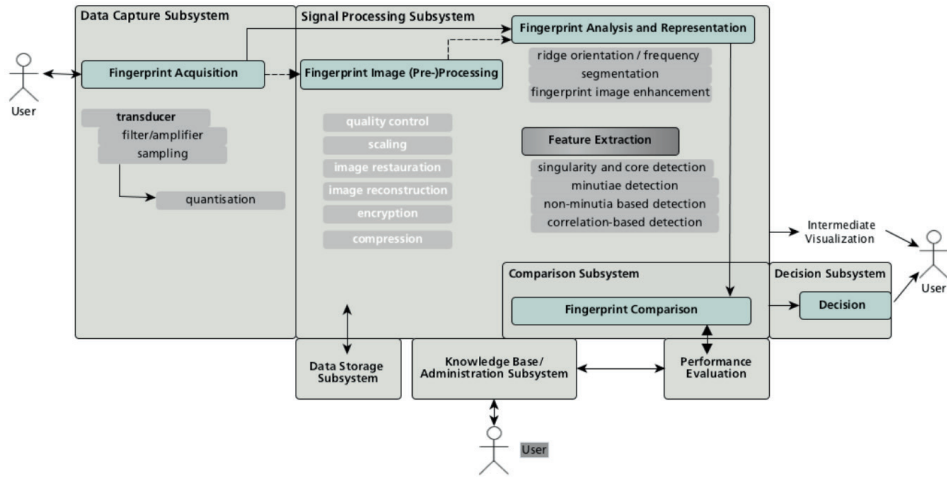 Data Capture Subsystem
Signal Processing Subsystem
Fingerprint Analysis and Representation
ridge orientation / frequency
segmentation
fingerprint image enhancement
User
Fingerprint Acquisition
Fingerprint Image (Pre-)Processing
transducer
filter/amplifier
sampling
quantisation
quality control
scaling
image restauration
image reconstruction
encryption
compression
Feature Extraction
singularity and core detection
minutiae detection
non-minutia based detection
correlation-based detection
Intermediate
Visualization
User
Comparison Subsystem
Fingerprint Comparison
Decision Subsystem
Decision
Data Storage
Subsystem
Knowledge Base/
Administration Subsystem
Performance
Evaluation
User